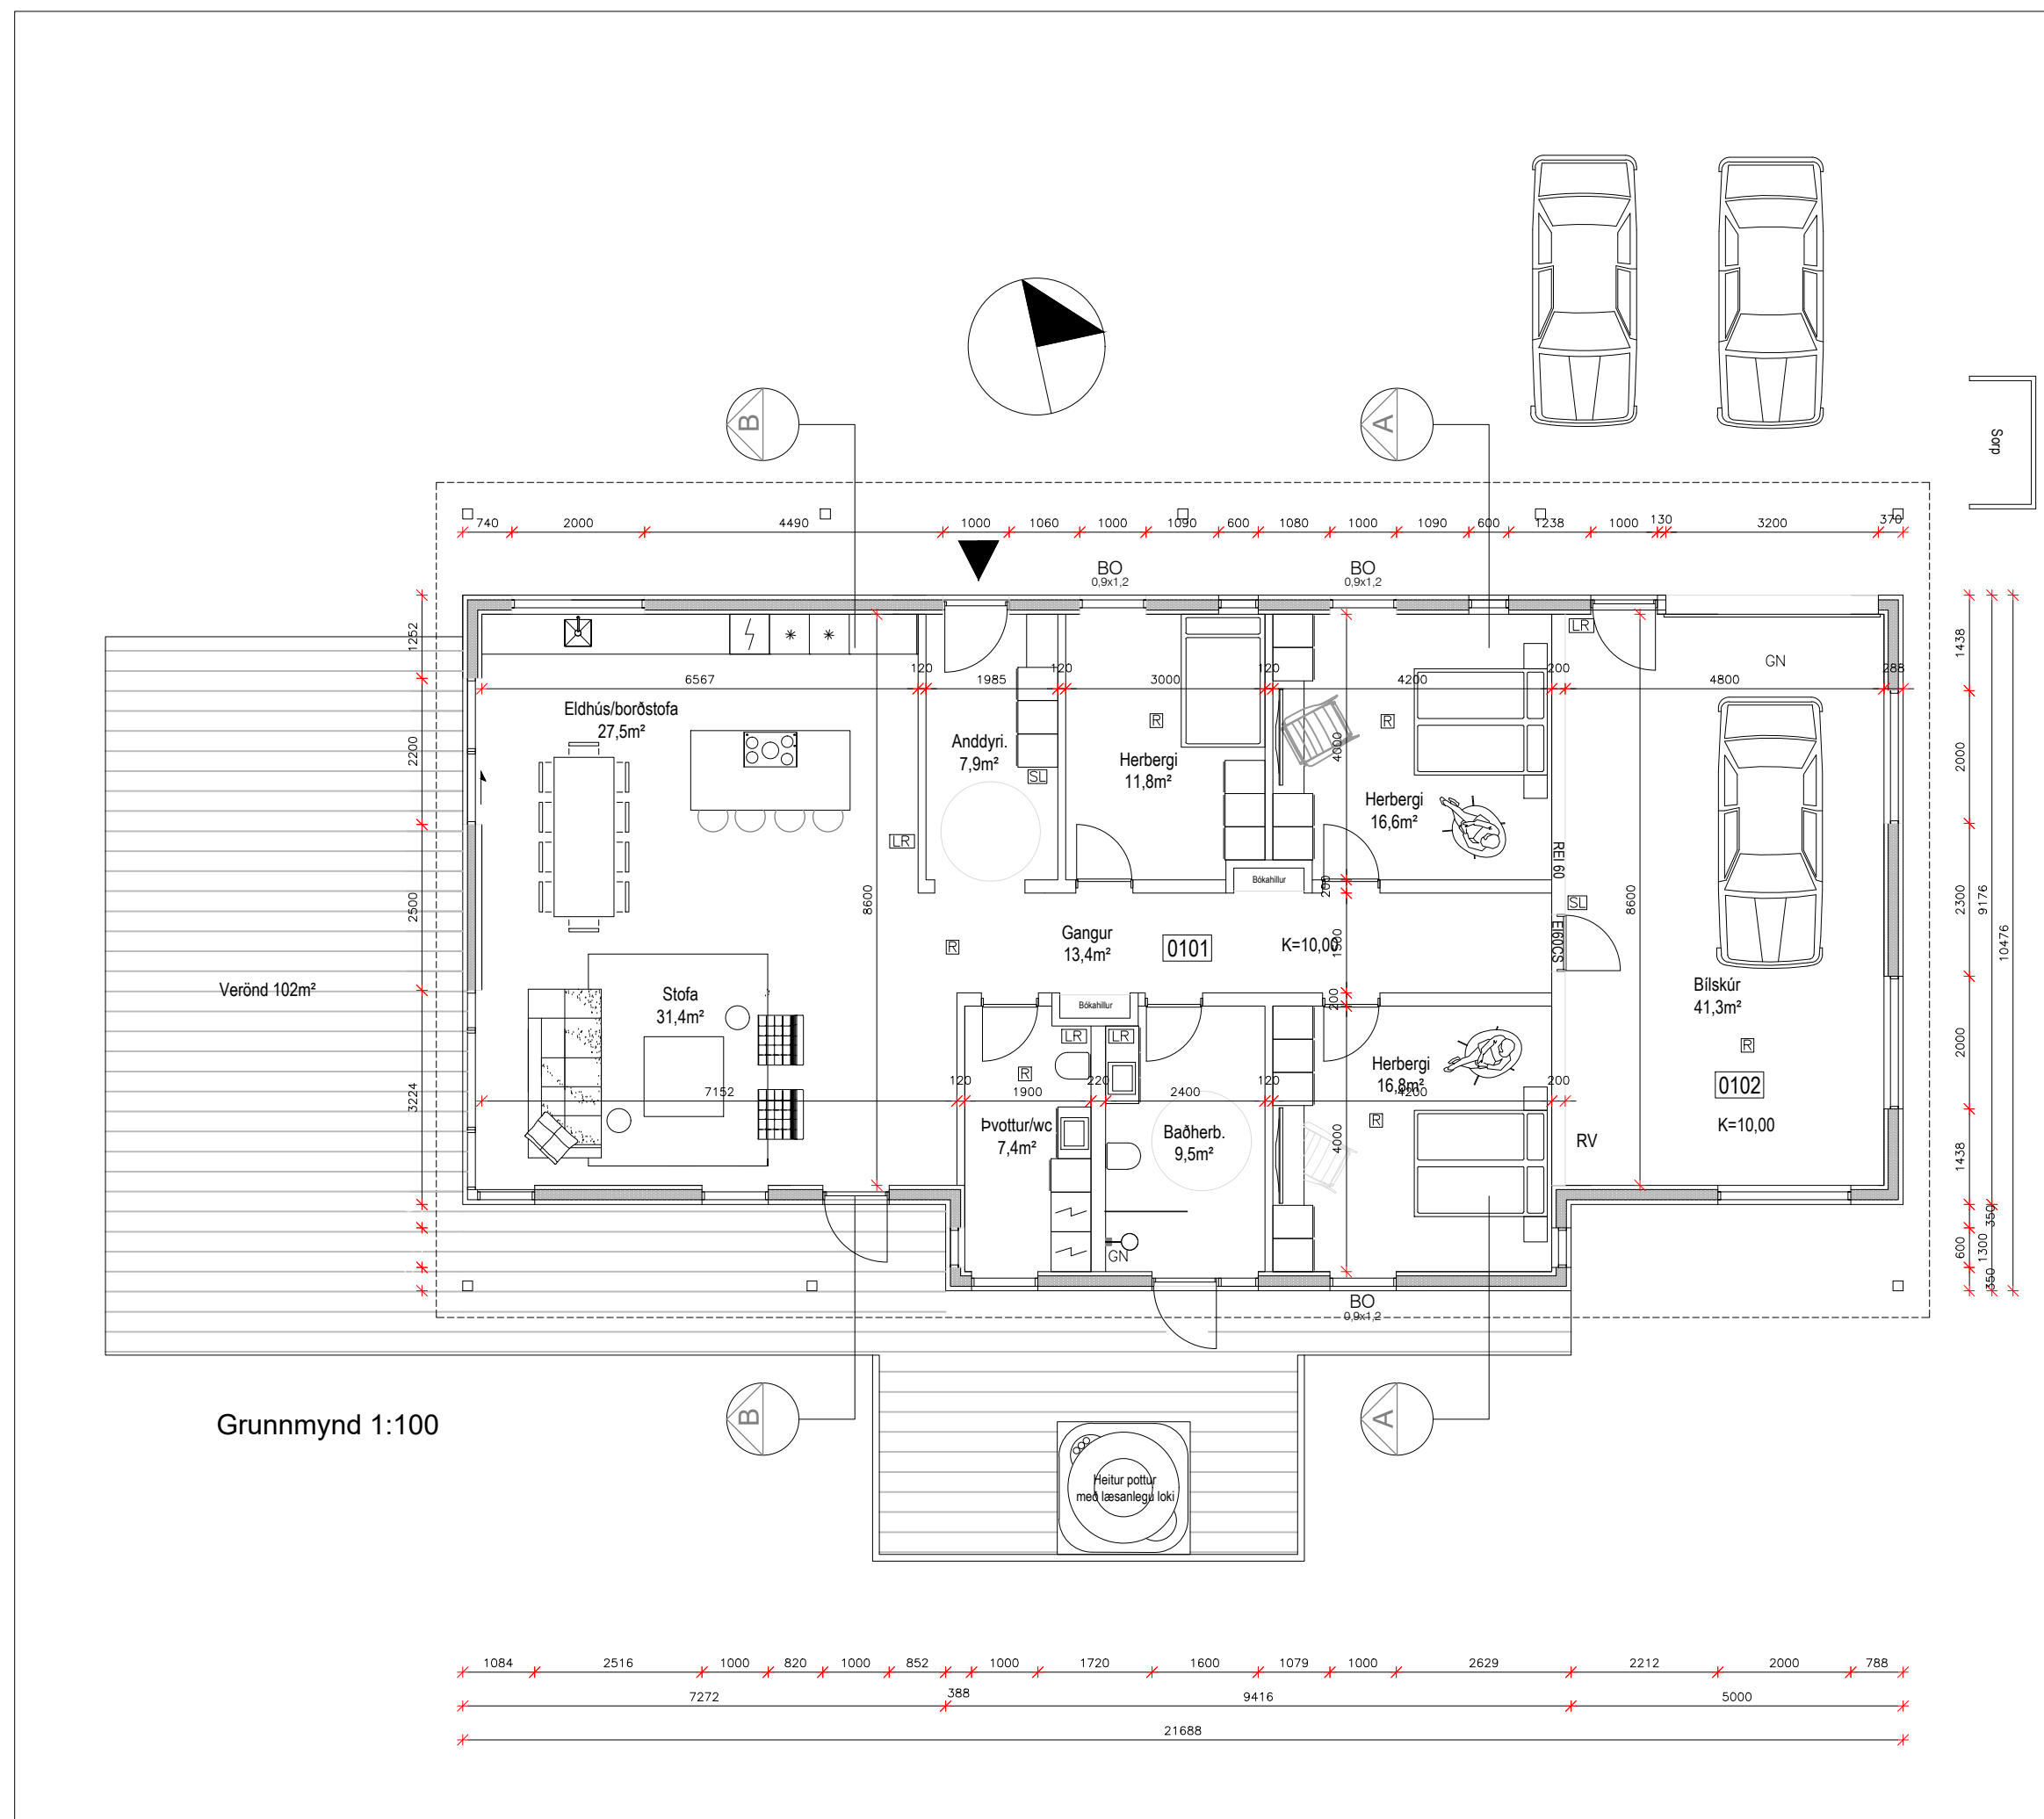 B
A
Sorp
740 2000 4490 1000 1060 1000 1090 600 1080 1000 1090 600 1238 1000 130 3200 370
BO
0,9x1,2
BO
0,9x1,2
LR
GN
6567 120 1985 120 3000 120 4200 200 4800 288
Eldhús/borðstofa
27,5m²
Anddyri.
7,9m²
SL
Herbergi
11,8m²
R
R
Herbergi
16,6m²
4000
LR
8600
REI 60
8600
SL
EI60CS
Bókahillur
200
Gangur
13,4m²
0101
K=10,00
1500
R
200
Verönd 102m²
Stofa
31,4m²
Bílskúr
41,3m²
R
0102
K=10,00
RV
Bókahillur
LR
LR
R
Herbergi
16,8m²
R
7152 120 1900 220 2400 120 4200 200
Þvottur/wc
7,4m²
Baðherb.
9,5m²
4000
GN
BO
0,9x1,2
1252
2200
2500
3224
1438
2000
2300
2000
1438
600
9176
350
1300
350
10476
B
A
Grunnmynd 1:100
Heitur pottur
með læsanlegu loki
1084 2516 1000 820 1000 852 1000 1720 1600 1079 1000 2629 2212 2000 788
7272 388 9416 5000
21688